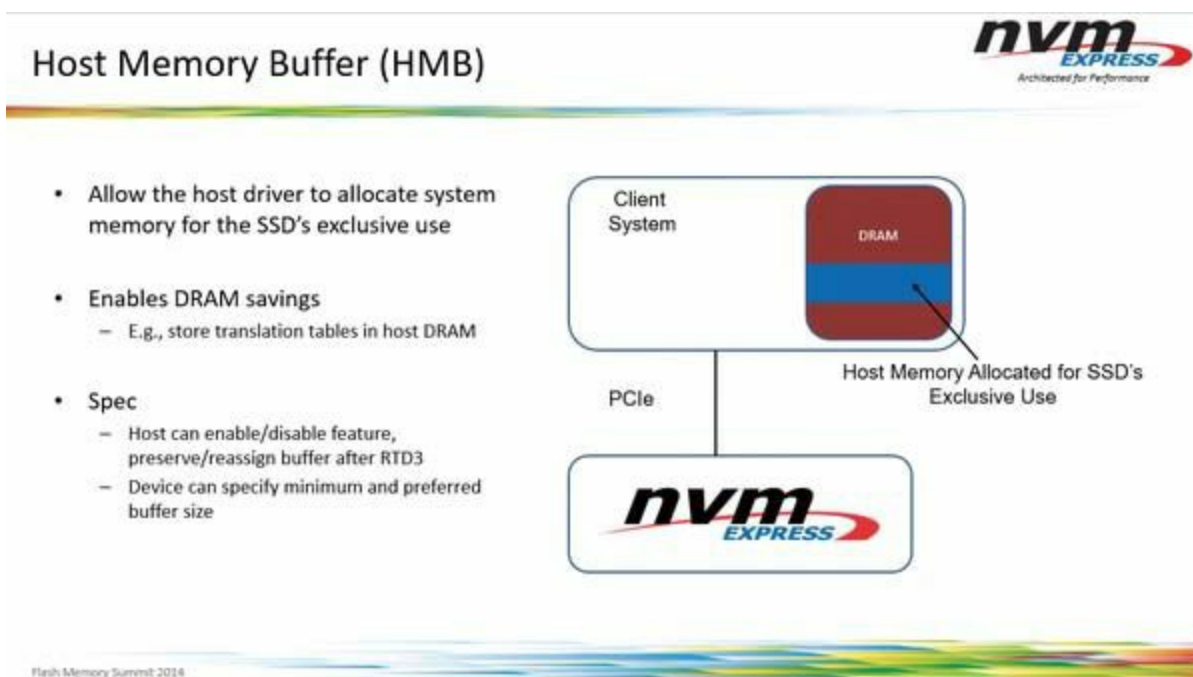 Host Memory Buffer (HMB)
nvm
EXPRESS
Architected for Performance
• Allow the host driver to allocate system
memory for the SSD's exclusive use
• Enables DRAM savings
– E.g., store translation tables in host DRAM
• Spec
– Host can enable/disable feature,
preserve/reassign buffer after RTD3
– Device can specify minimum and preferred
buffer size
Client
System
DRAM
Host Memory Allocated for SSD's
Exclusive Use
PCIe
nvm
EXPRESS
Flash Memory Summit 2014